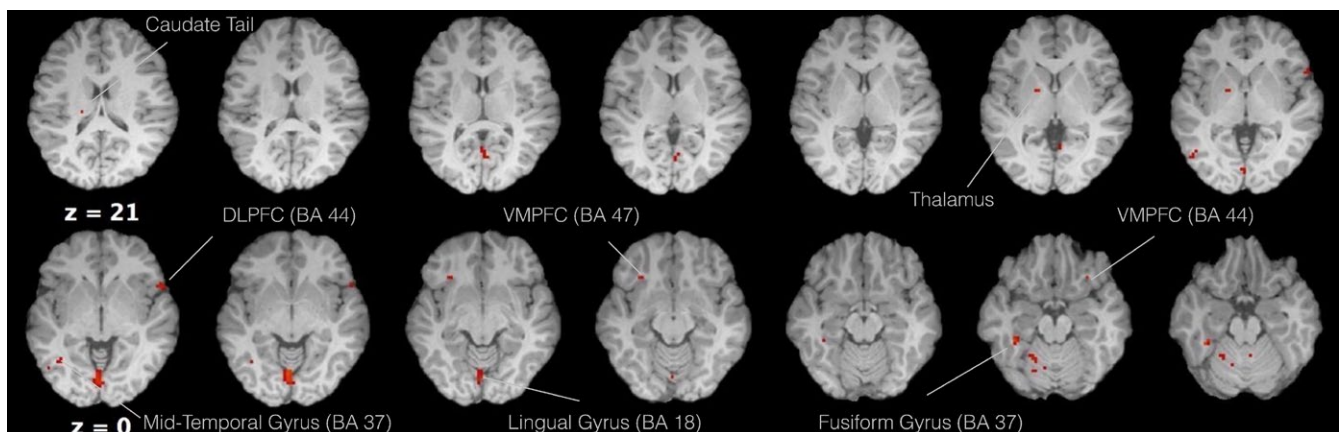 Caudate Tail
Thalamus
z = 21
DLPFC (BA 44)
VMPFC (BA 47)
VMPFC (BA 44)
z = 0
Mid-Temporal Gyrus (BA 37)
Lingual Gyrus (BA 18)
Fusiform Gyrus (BA 37)